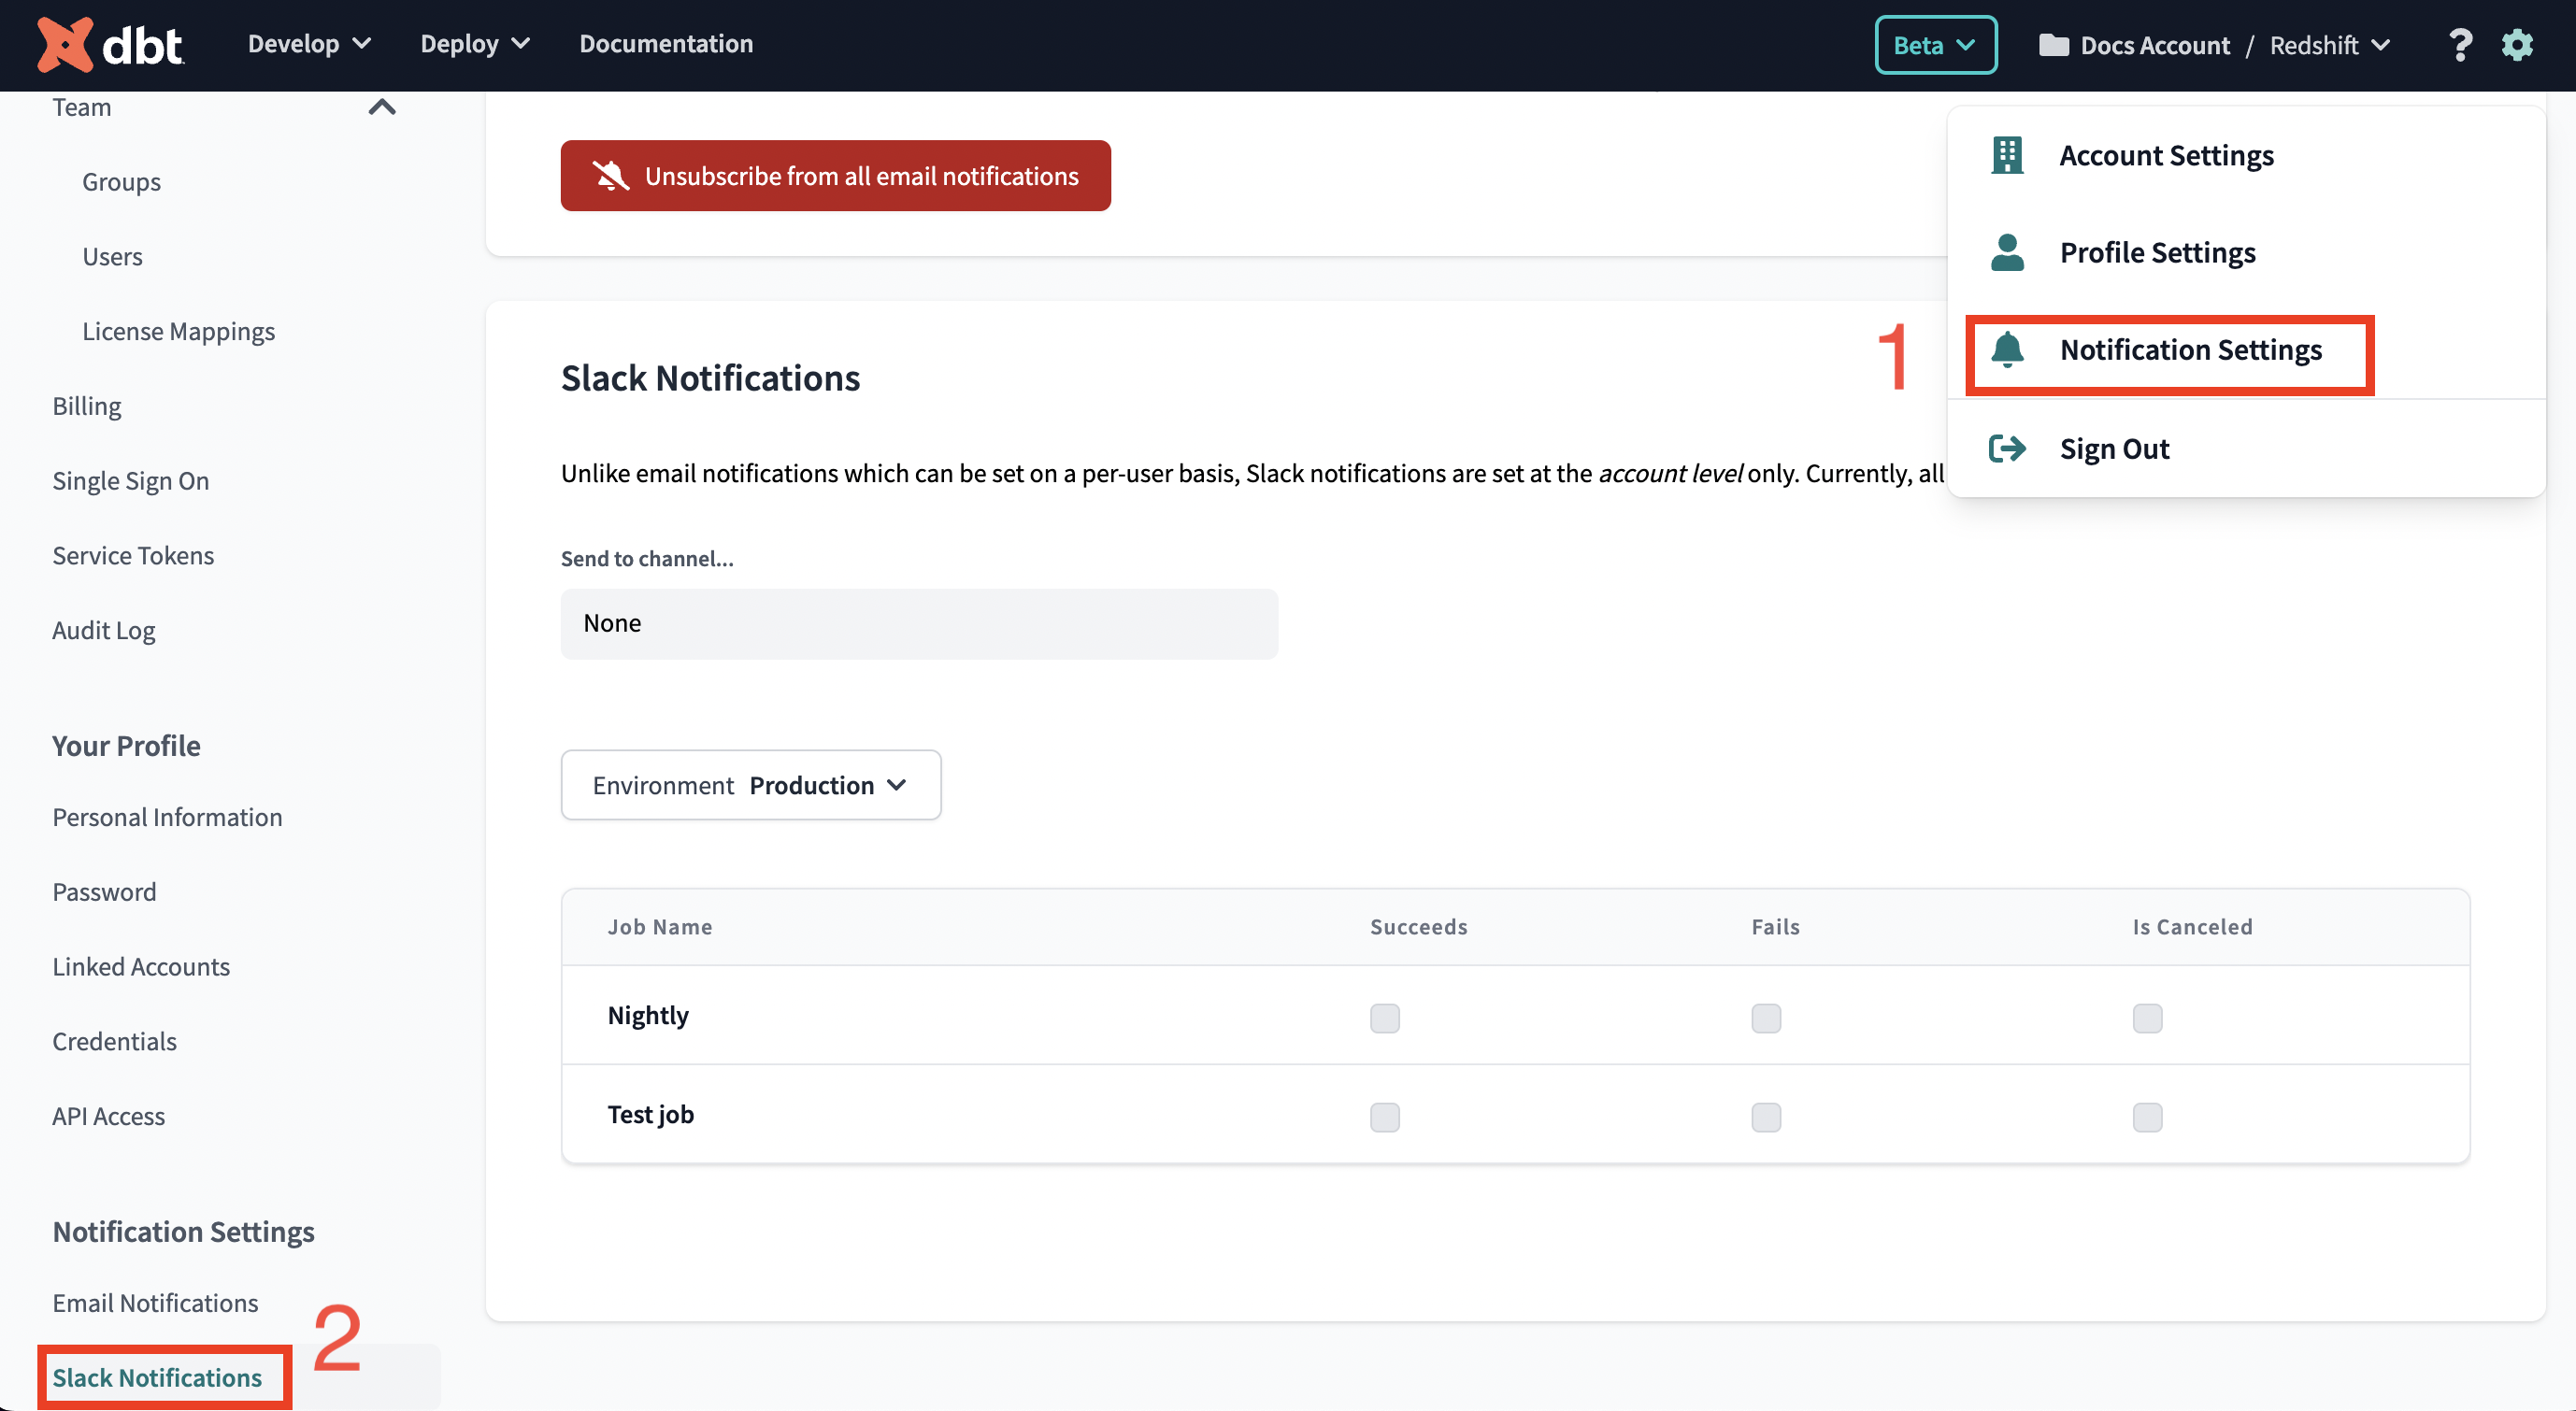 dbt
Develop
Deploy
Documentation
Beta
Docs Account / Redshift
?
Team
Groups
Users
License Mappings
Billing
Single Sign On
Service Tokens
Audit Log
Your Profile
Personal Information
Password
Linked Accounts
Credentials
API Access
Notification Settings
Email Notifications
Slack Notifications
2
Unsubscribe from all email notifications
Slack Notifications
Unlike email notifications which can be set on a per-user basis, Slack notifications are set at the account level only. Currently, all
Send to channel...
None
Environment Production
Job Name Succeeds Fails Is Canceled
Nightly
Test job
1
Account Settings
Profile Settings
Notification Settings
Sign Out